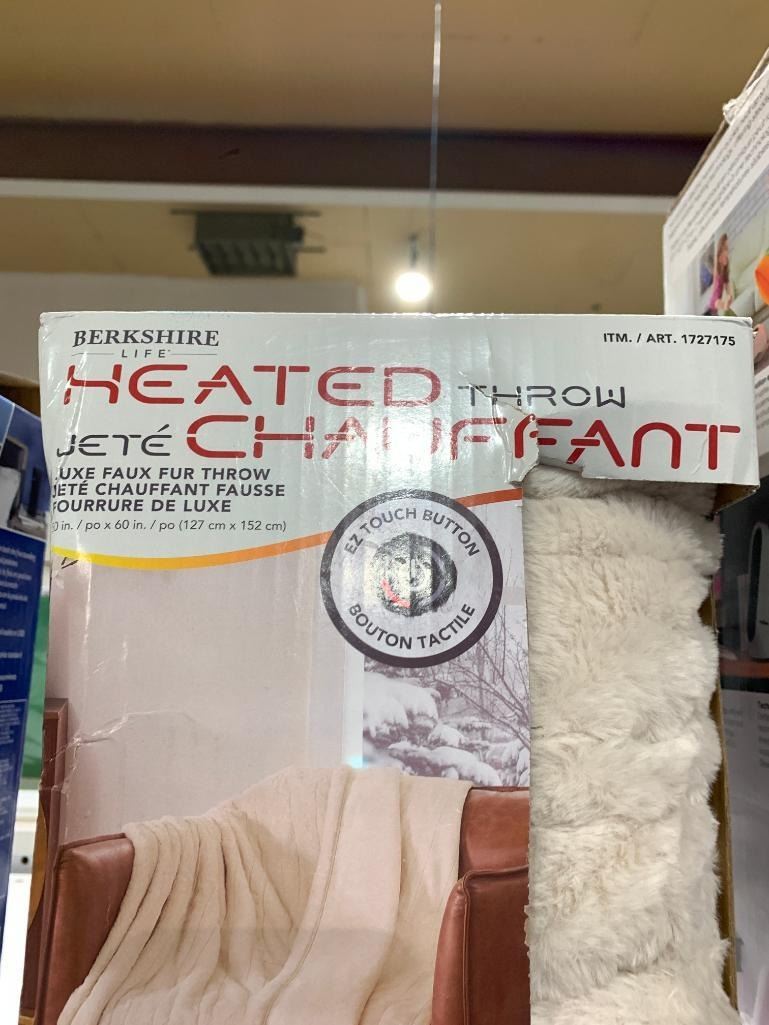 BERKSHIRE
LIFE
ITM. / ART. 1727175
HEATED THROW
JETÉ CHAUFFANT
LUXE FAUX FUR THROW
JETÉ CHAUFFANT FAUSSE
FOURRURE DE LUXE
0 in. / po x 60 in. / po (127 cm x 152 cm)
EZ TOUCH BUTTON
BOUTON TACTILE